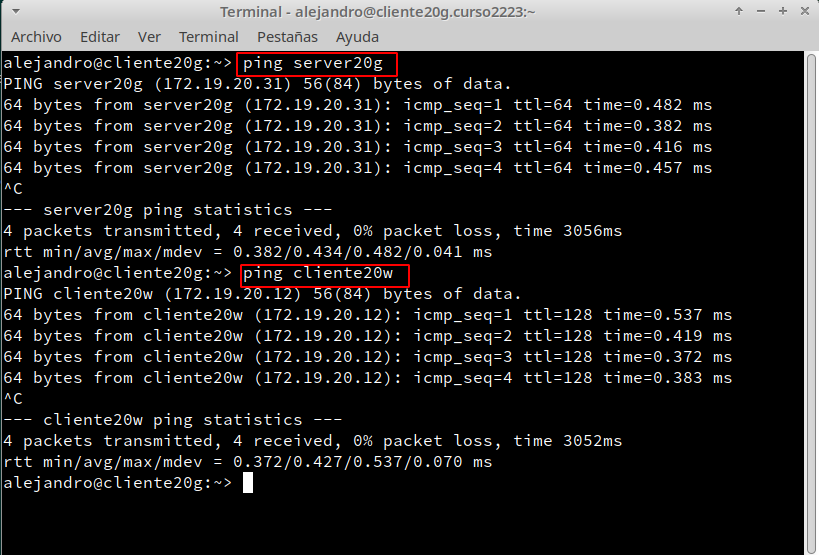 Terminal - alejandro@cliente20g.curso2223:~
Archivo Editar Ver Terminal Pestañas Ayuda
alejandro@cliente20g:~> ping server20g
PING server20g (172.19.20.31) 56(84) bytes of data.
64 bytes from server20g (172.19.20.31): icmp_seq=1 ttl=64 time=0.482 ms
64 bytes from server20g (172.19.20.31): icmp_seq=2 ttl=64 time=0.382 ms
64 bytes from server20g (172.19.20.31): icmp_seq=3 ttl=64 time=0.416 ms
64 bytes from server20g (172.19.20.31): icmp_seq=4 ttl=64 time=0.457 ms
^C
--- server20g ping statistics ---
4 packets transmitted, 4 received, 0% packet loss, time 3056ms
rtt min/avg/max/mdev = 0.382/0.434/0.482/0.041 ms
alejandro@cliente20g:~> ping cliente20w
PING cliente20w (172.19.20.12) 56(84) bytes of data.
64 bytes from cliente20w (172.19.20.12): icmp_seq=1 ttl=128 time=0.537 ms
64 bytes from cliente20w (172.19.20.12): icmp_seq=2 ttl=128 time=0.419 ms
64 bytes from cliente20w (172.19.20.12): icmp_seq=3 ttl=128 time=0.372 ms
64 bytes from cliente20w (172.19.20.12): icmp_seq=4 ttl=128 time=0.383 ms
^C
--- cliente20w ping statistics ---
4 packets transmitted, 4 received, 0% packet loss, time 3052ms
rtt min/avg/max/mdev = 0.372/0.427/0.537/0.070 ms
alejandro@cliente20g:~>